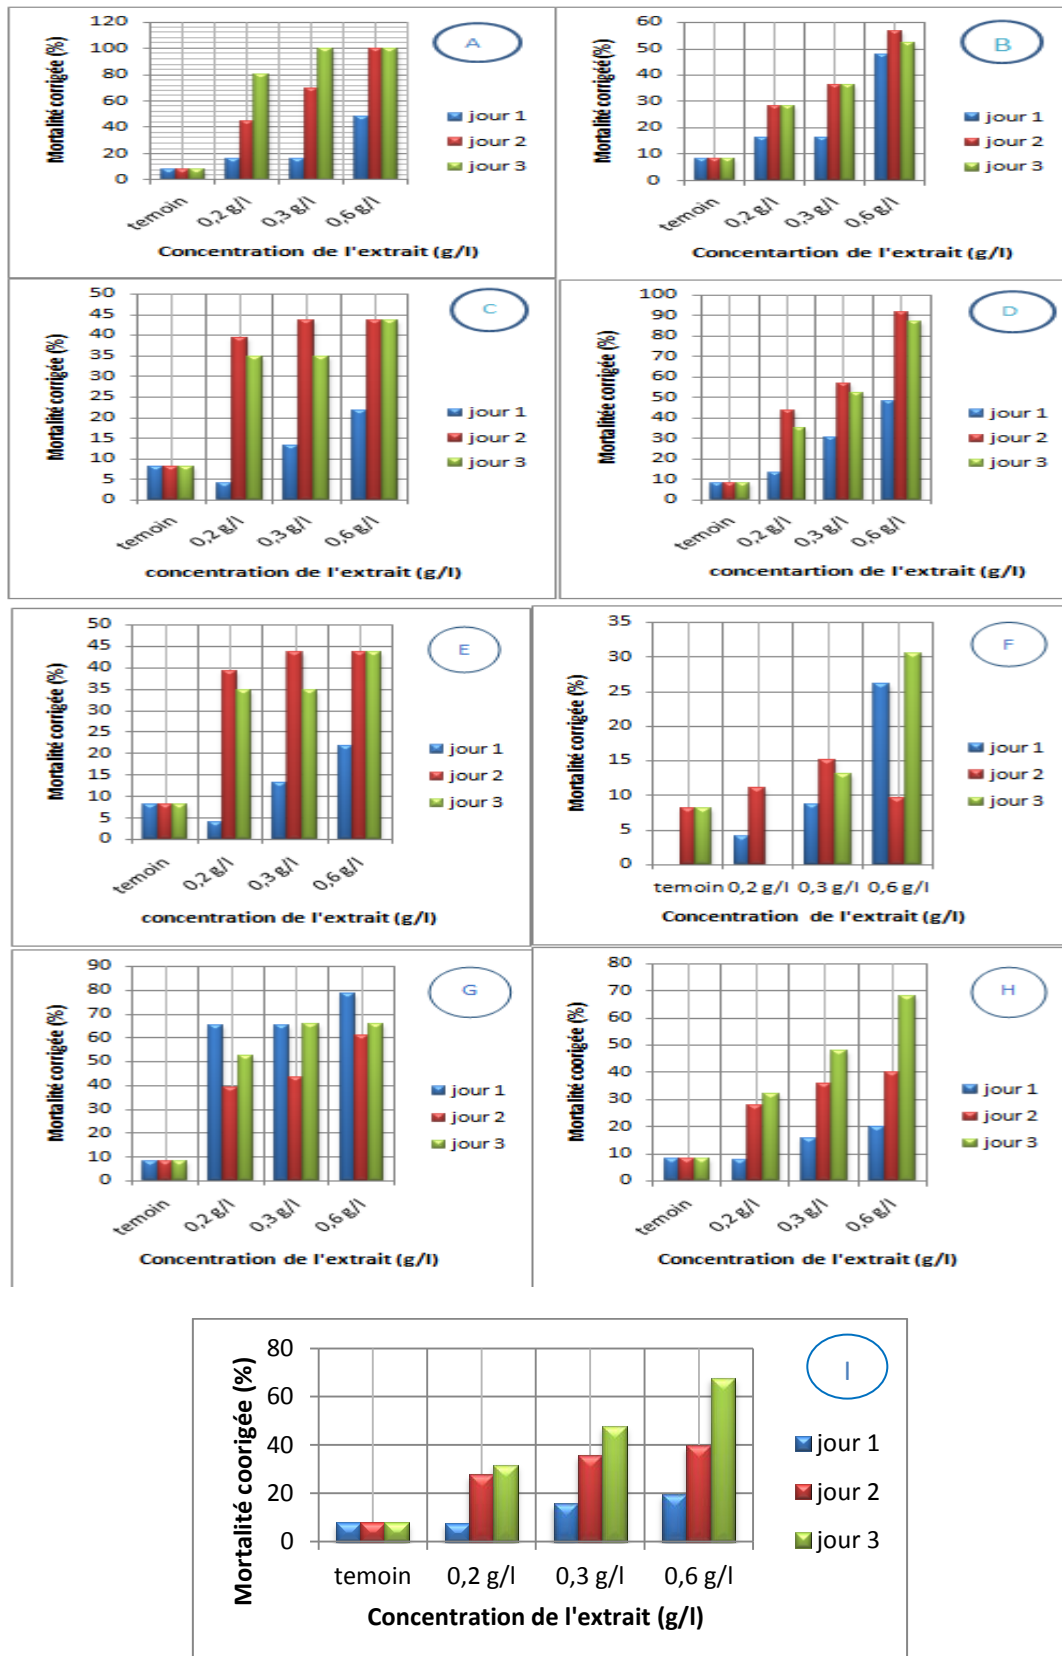 A
Mortalité corrigée (%)
120
100
80
60
40
20
0
temoin 0,2 g/l 0,3 g/l 0,6 g/l
Concentration de l'extrait (g/l)
jour 1
jour 2
jour 3
B
Mortalité corrigéé (%)
60
50
40
30
20
10
0
temoin 0,2 g/l 0,3 g/l 0,6 g/l
Concentartion de l'extrait (g/l)
jour 1
jour 2
jour 3
C
Mortalité corrigée (%)
50
45
40
35
30
25
20
15
10
5
0
temoin 0,2 g/l 0,3 g/l 0,6 g/l
concentration de l'extrait (g/l)
jour 1
jour 2
jour 3
D
Mortalitée corrigée (%)
100
90
80
70
60
50
40
30
20
10
0
temoin 0,2 g/l 0,3 g/l 0,6 g/l
concentartion de l'extrait (g/l)
jour 1
jour 2
jour 3
E
Mortalité corrigée (%)
50
45
40
35
30
25
20
15
10
5
0
temoin 0,2 g/l 0,3 g/l 0,6 g/l
concentration de l'extrait (g/l)
jour 1
jour 2
jour 3
F
Mortalité corrigée (%)
35
30
25
20
15
10
5
0
temoin 0,2 g/l 0,3 g/l 0,6 g/l
Concentration de l'extrait (g/l)
jour 1
jour 2
jour 3
G
Mortalité corrigée (%)
90
80
70
60
50
40
30
20
10
0
temoin 0,2 g/l 0,3 g/l 0,6 g/l
Concentration de l'extrait (g/l)
jour 1
jour 2
jour 3
H
Mortalité coorigée (%)
80
70
60
50
40
30
20
10
0
temoin 0,2 g/l 0,3 g/l 0,6 g/l
Concentration de l'extrait (g/l)
jour 1
jour 2
jour 3
I
Mortalité coorigée (%)
80
60
40
20
0
temoin 0,2 g/l 0,3 g/l 0,6 g/l
Concentration de l'extrait (g/l)
jour 1
jour 2
jour 3